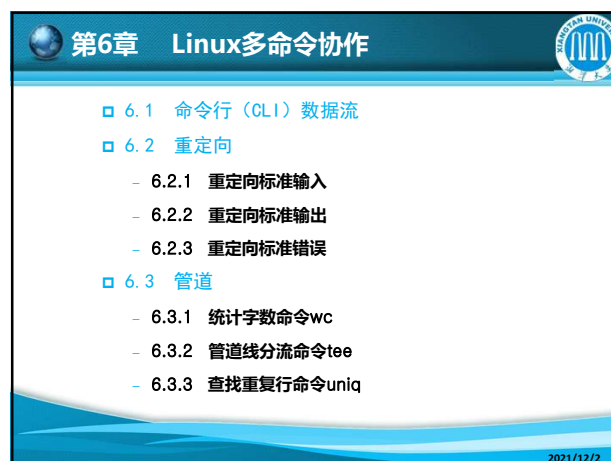 第6章 Linux多命令协作
XIANGTAN UNIVE
6.1 命令行（CLI）数据流
6.2 重定向
– 6.2.1 重定向标准输入
– 6.2.2 重定向标准输出
– 6.2.3 重定向标准错误
6.3 管道
– 6.3.1 统计字数命令wc
– 6.3.2 管道线分流命令tee
– 6.3.3 查找重复行命令uniq
2021/12/2